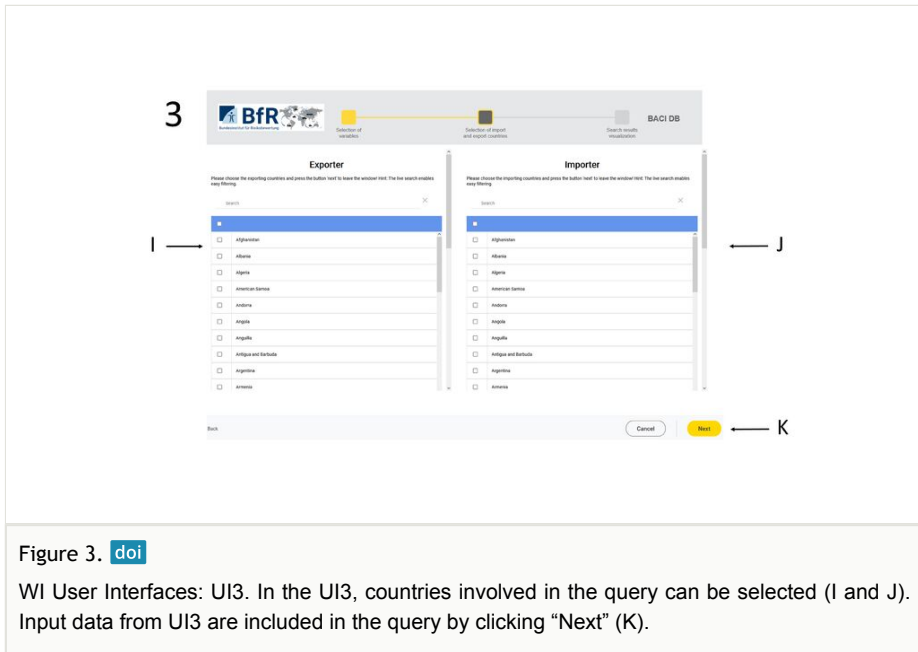 3
BfR
Bundesinstitut für Risikobewertung
Selection of
variables
Selection of import
and export countries
Search results
visualization
BACI DB
Exporter
Please choose the exporting countries and press the button 'next' to leave the window! Hint: The live search enables
easy filtering.
Search
Importer
Please choose the importing countries and press the button 'next' to leave the window! Hint: The live search enables
easy filtering.
Search
I
Afghanistan
Albania
Algeria
American Samoa
Andorra
Angola
Anguilla
Antigua and Barbuda
Argentina
Armenia
Afghanistan
Albania
Algeria
American Samoa
Andorra
Angola
Anguilla
Antigua and Barbuda
Argentina
Armenia
J
Back
Cancel
Next
K
Figure 3. doi
WI User Interfaces: UI3. In the UI3, countries involved in the query can be selected (I and J).
Input data from UI3 are included in the query by clicking “Next” (K).